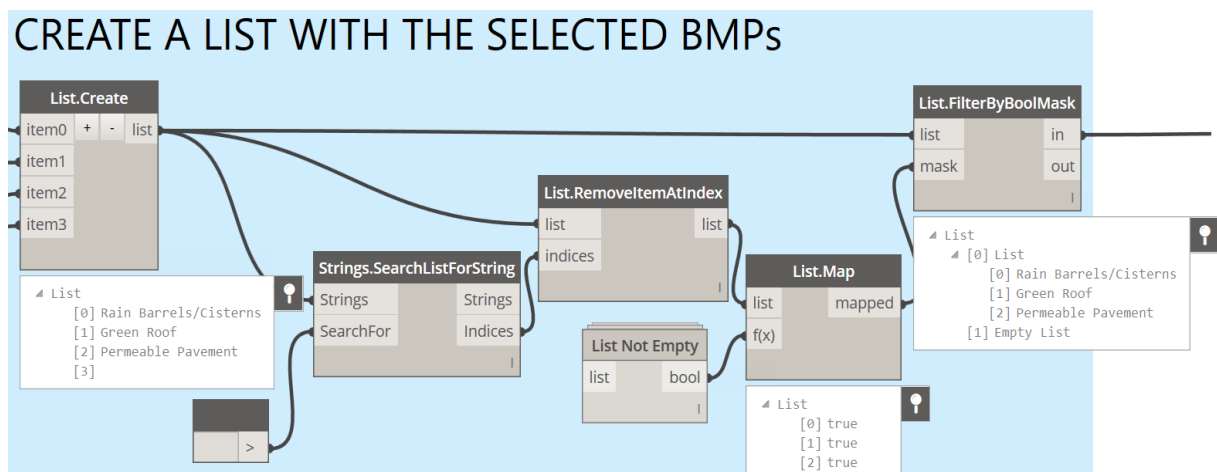 CREATE A LIST WITH THE SELECTED BMPs
List.Create
item0 + - list
item1
item2
item3
List
[0] Rain Barrels/Cisterns
[1] Green Roof
[2] Permeable Pavement
[3]
Strings.SearchListForString
Strings Strings
SearchFor Indices
l
>
List.RemoveItemAtIndex
list list
indices
l
List Not Empty
list bool
l
List.Map
list mapped
f(x)
l
List
[0] true
[1] true
[2] true
List.FilterByBoolMask
list in
mask out
l
List
[0] List
[0] Rain Barrels/Cisterns
[1] Green Roof
[2] Permeable Pavement
[1] Empty List